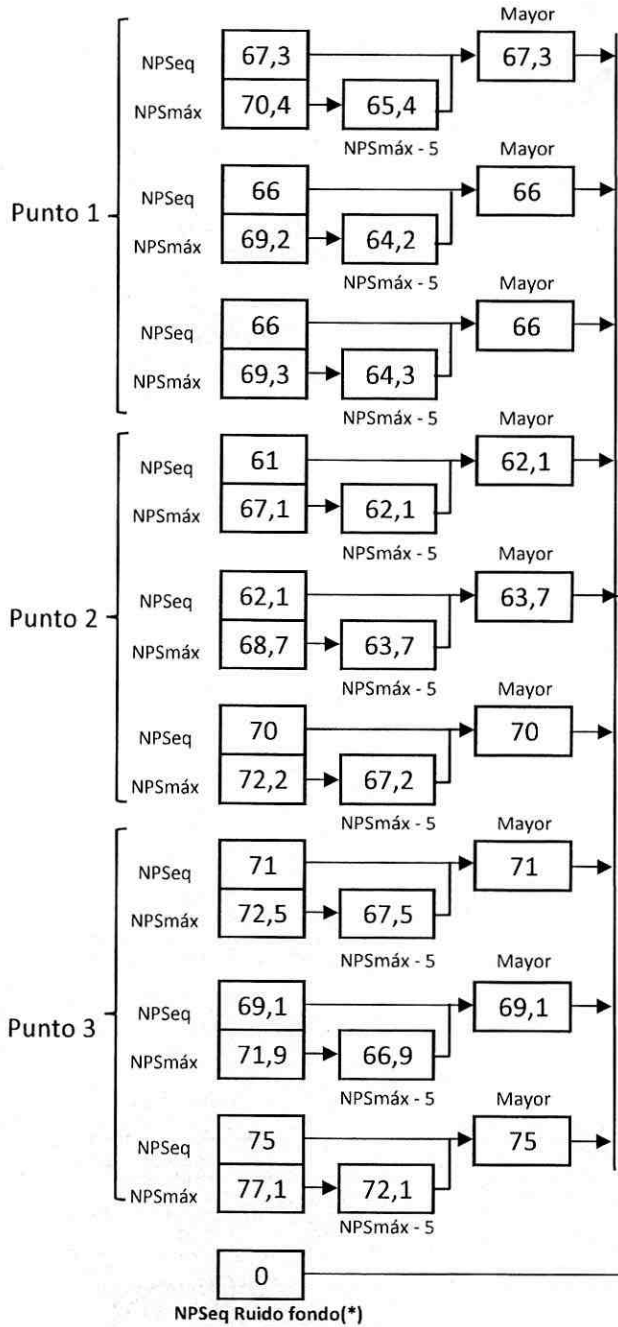 Mayor
NPSeq 67,3 67,3
NPSmáx 70,4 65,4
NPSmáx - 5
Mayor
NPSeq 66 66
NPSmáx 69,2 64,2
NPSmáx - 5
Punto 1
Mayor
NPSeq 66 66
NPSmáx 69,3 64,3
NPSmáx - 5
Mayor
NPSeq 61 62,1
NPSmáx 67,1 62,1
NPSmáx - 5
Mayor
NPSeq 62,1 63,7
NPSmáx 68,7 63,7
NPSmáx - 5
Punto 2
Mayor
NPSeq 70 70
NPSmáx 72,2 67,2
NPSmáx - 5
Mayor
NPSeq 71 71
NPSmáx 72,5 67,5
NPSmáx - 5
Mayor
NPSeq 69,1 69,1
NPSmáx 71,9 66,9
NPSmáx - 5
Punto 3
Mayor
NPSeq 75 75
NPSmáx 77,1 72,1
NPSmáx - 5
0
NPSeq Ruido fondo(*)